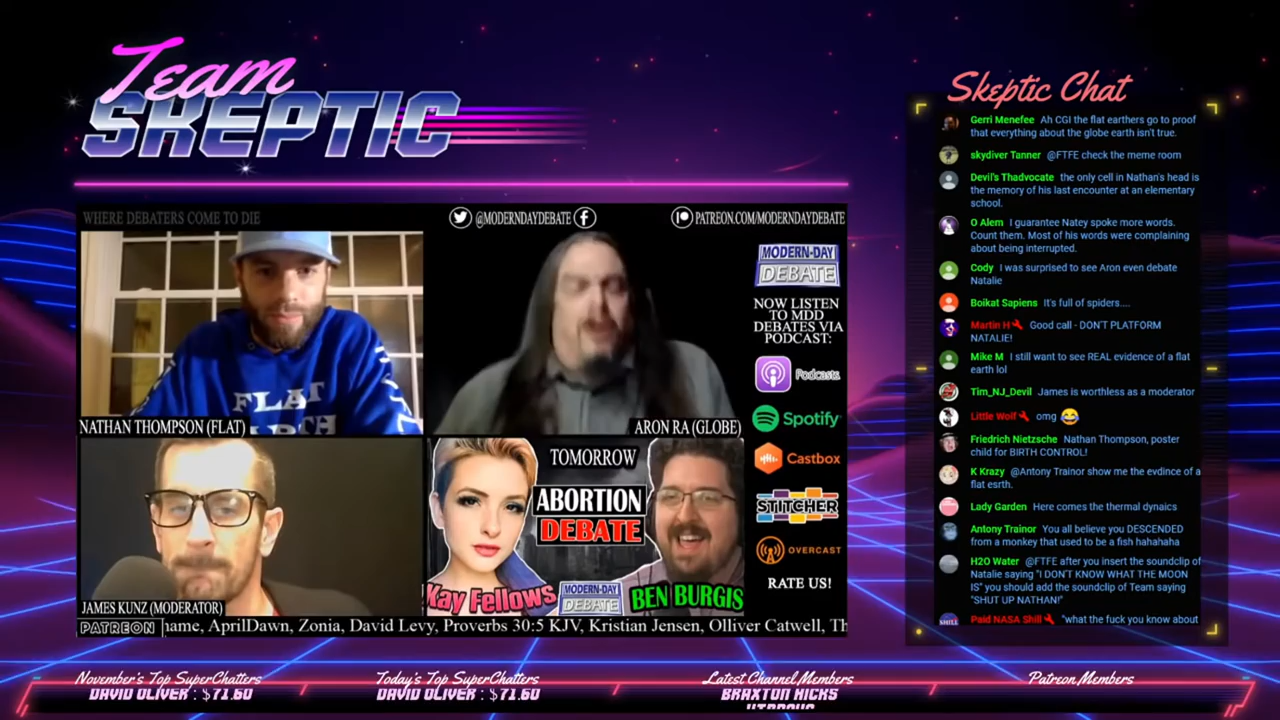 Team
SKEPTIC
WHERE DEBATERS COME TO DIE
@MODERNDAYDEBATE
PATREON.COM/MODERNDAYDEBATE
FLAT
NATHAN THOMPSON (FLAT)
ARON RA (GLOBE)
MODERN-DAY
DEBATE
NOW LISTEN
TO MDD
DEBATES VIA
PODCAST:
Podcasts
Spotify
Castbox
STITCHER
OVERCAST
RATE US!
JAMES KUNZ (MODERATOR)
TOMORROW
ABORTION
DEBATE
Kay Fellows
MODERN-DAY
DEBATE
BEN BURGIS
PATREON
name, AprilDawn, Zonia, David Levy, Proverbs 30:5 KJV, Kristian Jensen, Olliver Catwell, Th
Skeptic Chat
Gerri Menefee Ah CGI the flat earthers go to proof
that everything about the globe earth isn't true.
skydiver Tanner @FTFE check the meme room
Devil's Thadvocate the only cell in Nathan's head is
the memory of his last encounter at an elementary
school.
O Alem I guarantee Natey spoke more words.
Count them. Most of his words were complaining
about being interrupted.
Cody I was surprised to see Aron even debate
Natalie
Boikat Sapiens It's full of spiders....
Martin H Good call - DON'T PLATFORM
NATALIE!
Mike M I still want to see REAL evidence of a flat
earth lol
Tim_NJ_Devil James is worthless as a moderator
Little Wolf omg
Friedrich Nietzsche Nathan Thompson, poster
child for BIRTH CONTROL!
K Krazy @Antony Trainor show me the evdince of a
flat esrth.
Lady Garden Here comes the thermal dynaics
Antony Trainor You all believe you DESCENDED
from a monkey that used to be a fish hahahaha
H2O Water @FTFE after you insert the soundclip of
Natalie saying "I DON'T KNOW WHAT THE MOON
IS" you should add the soundclip of Team saying
"SHUT UP NATHAN!"
Paid NASA Shill "what the fuck you know about
November's Top SuperChatters
DAVID OLIVER : $71.60
Today's Top SuperChatters
DAVID OLIVER : $71.60
Latest Channel Members
BRAXTON HICKS
Patreon Members